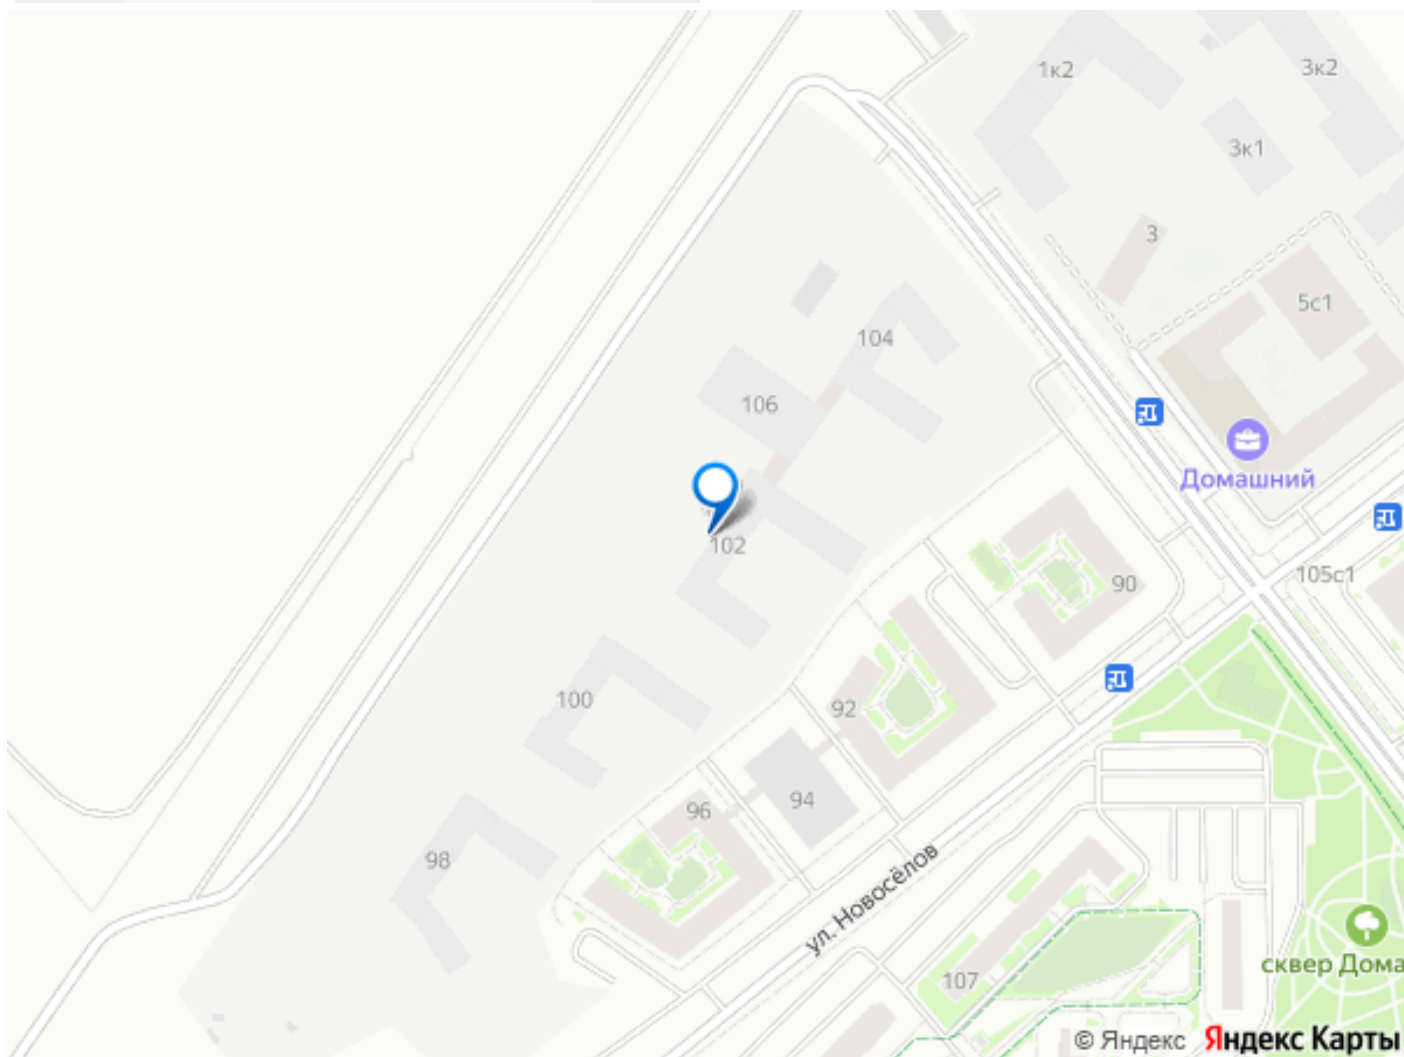 1к2
3к2
3к1
3
5с1
104
106
Домашний
102
105с1
90
100
92
94
96
98
ул. Новосёлов
сквер Дома
107
© Яндекс Яндекс Карты